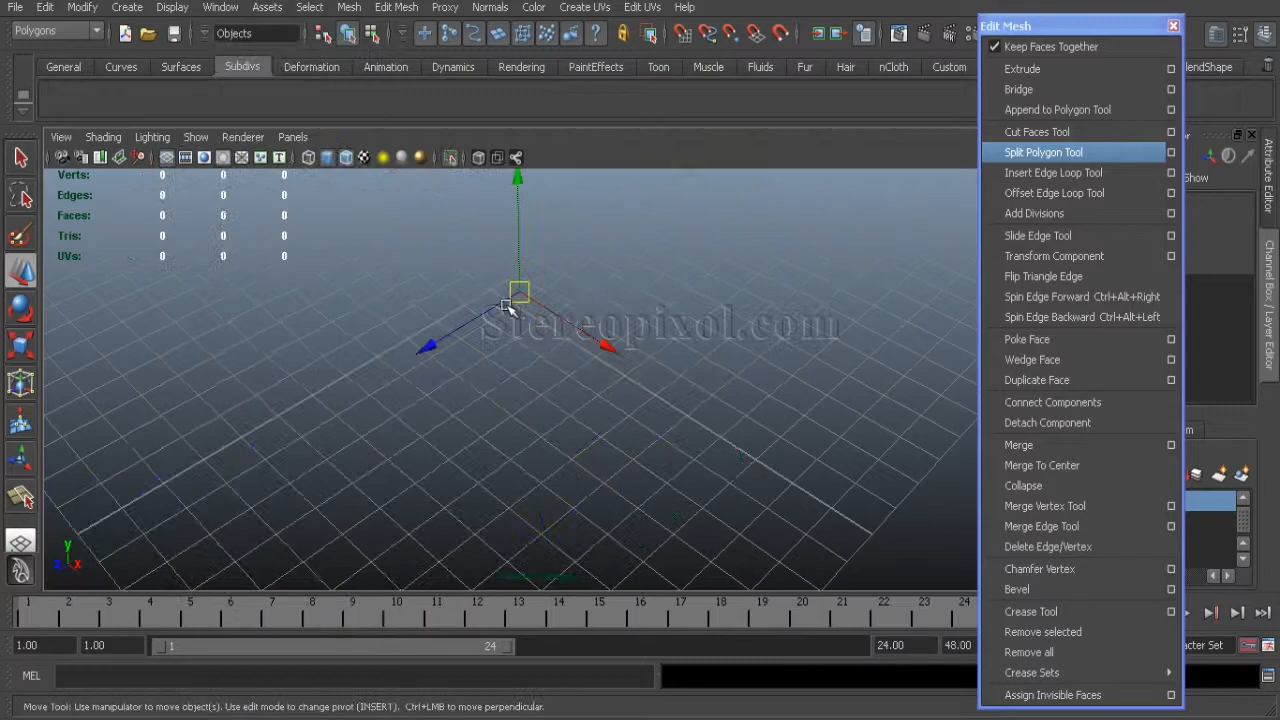 File Edit Modify Create Display Window Assets Select Mesh Edit Mesh Proxy Normals Color Create UVs Edit UVs Help
Polygons Objects
General Curves Surfaces Subdivs Deformation Animation Dynamics Rendering PaintEffects Toon Muscle Fluids Fur Hair nCloth Custom
lendShape
View Shading Lighting Show Renderer Panels
Verts: 0 0 0
Edges: 0 0 0
Faces: 0 0 0
Tris: 0 0 0
UVs: 0 0 0
Stereopixol.com
y
z x
Edit Mesh
Keep Faces Together
Extrude
Bridge
Append to Polygon Tool
Cut Faces Tool
Split Polygon Tool
Insert Edge Loop Tool
Offset Edge Loop Tool
Add Divisions
Slide Edge Tool
Transform Component
Flip Triangle Edge
Spin Edge Forward Ctrl+Alt+Right
Spin Edge Backward Ctrl+Alt+Left
Poke Face
Wedge Face
Duplicate Face
Connect Components
Detach Component
Merge
Merge To Center
Collapse
Merge Vertex Tool
Merge Edge Tool
Delete Edge/Vertex
Chamfer Vertex
Bevel
Crease Tool
Remove selected
Remove all
Crease Sets
Assign Invisible Faces
Show
Attribute Editor
Channel Box / Layer Editor
1 2 3 4 5 6 7 8 9 10 11 12 13 14 15 16 17 18 19 20 21 22 23 24
1.00 1.00 1 24 24.00 48.00 acter Set
MEL
Move Tool: Use manipulator to move object(s). Use edit mode to change pivot (INSERT). Ctrl+LMB to move perpendicular.